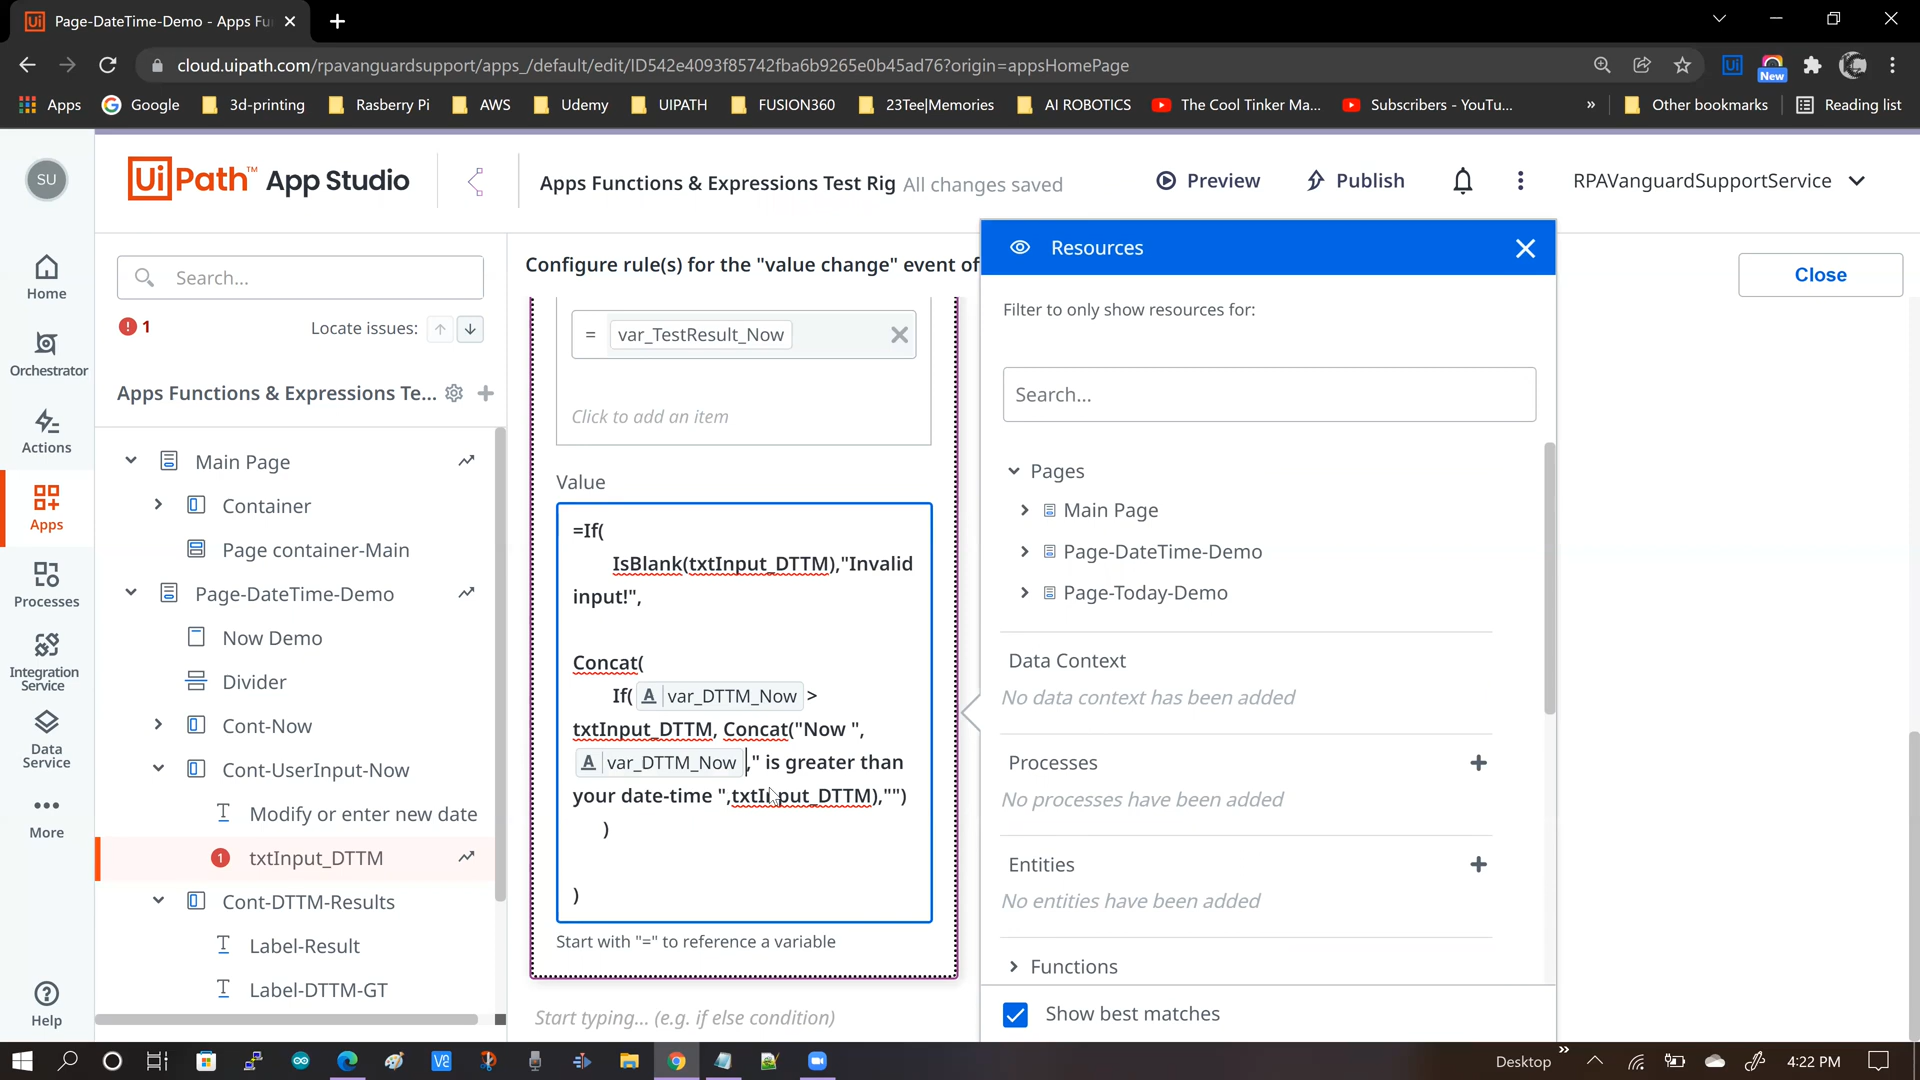 Page-DateTime-Demo - Apps Fu
cloud.uipath.com/rpavanguardsupport/apps_/default/edit/ID542e4093f85742fba6b9265e0b45ad76?origin=appsHomePage
New
Apps Google 3d-printing Rasberry Pi AWS Udemy UIPATH FUSION360 23Tee|Memories AI ROBOTICS The Cool Tinker Ma... Subscribers - YouTu... » Other bookmarks Reading list
SU
UiPath™ App Studio
Apps Functions & Expressions Test Rig All changes saved
Preview
Publish
RPAVanguardSupportService
Home
Orchestrator
Actions
Apps
Processes
Integration
Service
Data
Service
More
Help
Search...
1
Locate issues:
Apps Functions & Expressions Te...
Main Page
Container
Page container-Main
Page-DateTime-Demo
Now Demo
Divider
Cont-Now
Cont-UserInput-Now
Modify or enter new date
1 txtInput_DTTM
Cont-DTTM-Results
Label-Result
Label-DTTM-GT
Configure rule(s) for the "value change" event of
= var_TestResult_Now
Click to add an item
Value
=If(
IsBlank(txtInput_DTTM),"Invalid
input!",
Concat(
If( A var_DTTM_Now >
txtInput_DTTM, Concat("Now ",
A var_DTTM_Now ," is greater than
your date-time ",txtInput_DTTM),"")
)
)
Start with "=" to reference a variable
Start typing... (e.g. if else condition)
Resources
Filter to only show resources for:
Search...
Pages
Main Page
Page-DateTime-Demo
Page-Today-Demo
Data Context
No data context has been added
Processes
No processes have been added
Entities
No entities have been added
Functions
Show best matches
Close
Desktop
4:22 PM